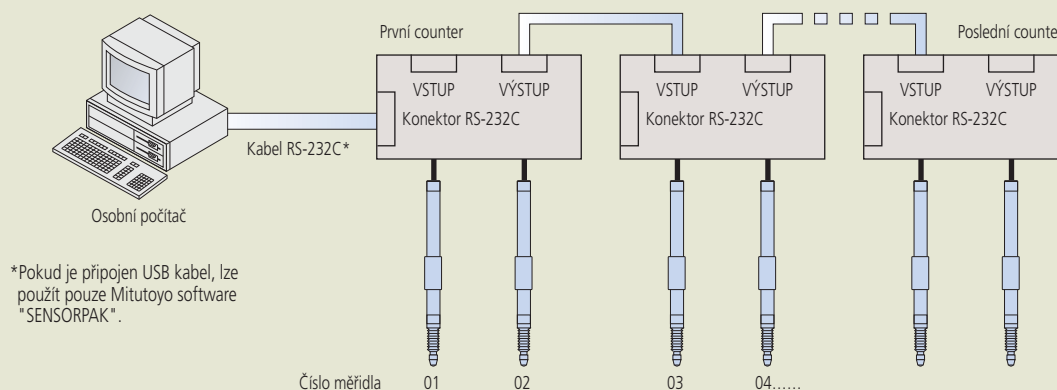 První counter
Poslední counter
VSTUP VÝSTUP
Konektor RS-232C
VSTUP VÝSTUP
Konektor RS-232C
VSTUP VÝSTUP
Konektor RS-232C
Kabel RS-232C*
Osobní počítač
*Pokud je připojen USB kabel, lze
použít pouze Mitutoyo software
"SENSORPAK".
Číslo měřidla 01 02 03 04......